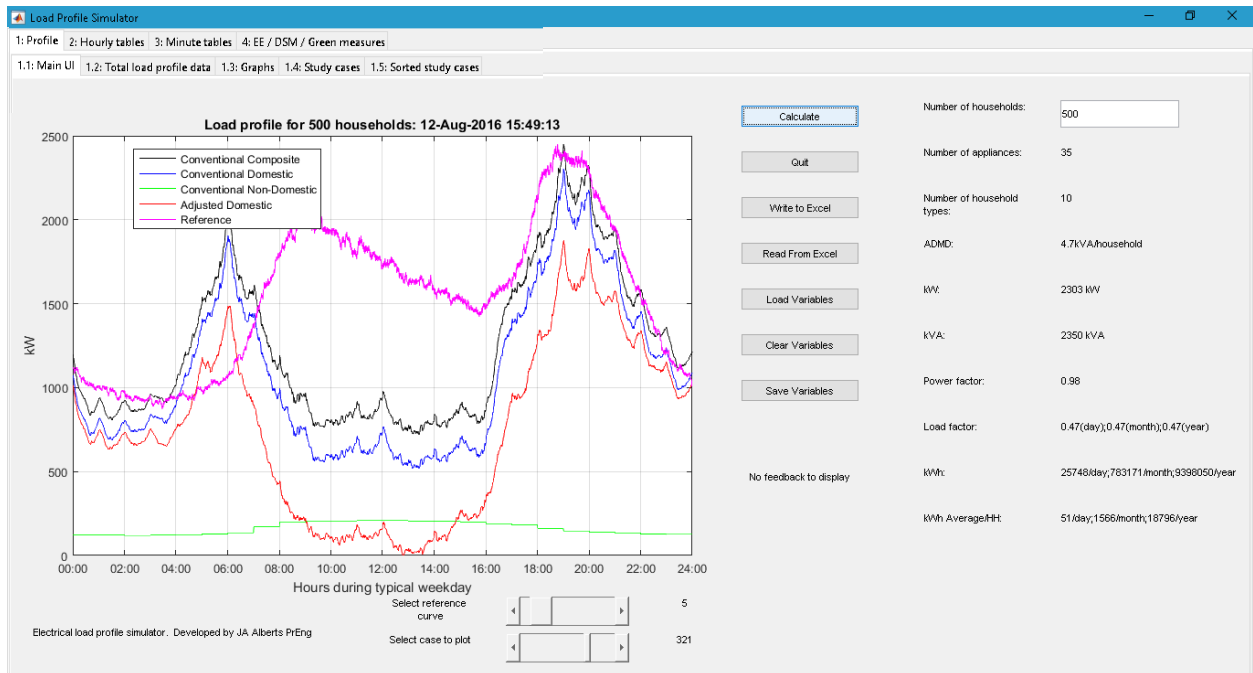 Load Profile Simulator
1: Profile 2: Hourly tables 3: Minute tables 4: EE / DSM / Green measures
1.1: Main UI 1.2: Total load profile data 1.3: Graphs 1.4: Study cases 1.5: Sorted study cases
Load profile for 500 households: 12-Aug-2016 15:49:13
kW
2500
2000
1500
1000
500
0
Conventional Composite
Conventional Domestic
Conventional Non-Domestic
Adjusted Domestic
Reference
00:00 02:00 04:00 06:00 08:00 10:00 12:00 14:00 16:00 18:00 20:00 22:00 24:00
Hours during typical weekday
Select reference
curve
5
Select case to plot
321
Electrical load profile simulator. Developed by JA Alberts PrEng
Calculate
Quit
Write to Excel
Read From Excel
Load Variables
Clear Variables
Save Variables
No feedback to display
Number of households:
500
Number of appliances:
35
Number of household
types:
10
ADMD:
4.7kVA/household
kW:
2303 kW
kVA:
2350 kVA
Power factor:
0.98
Load factor:
0.47(day);0.47(month);0.47(year)
kWh:
25748/day;783171/month;9398050/year
kWh Average/HH:
51/day;1566/month;18796/year